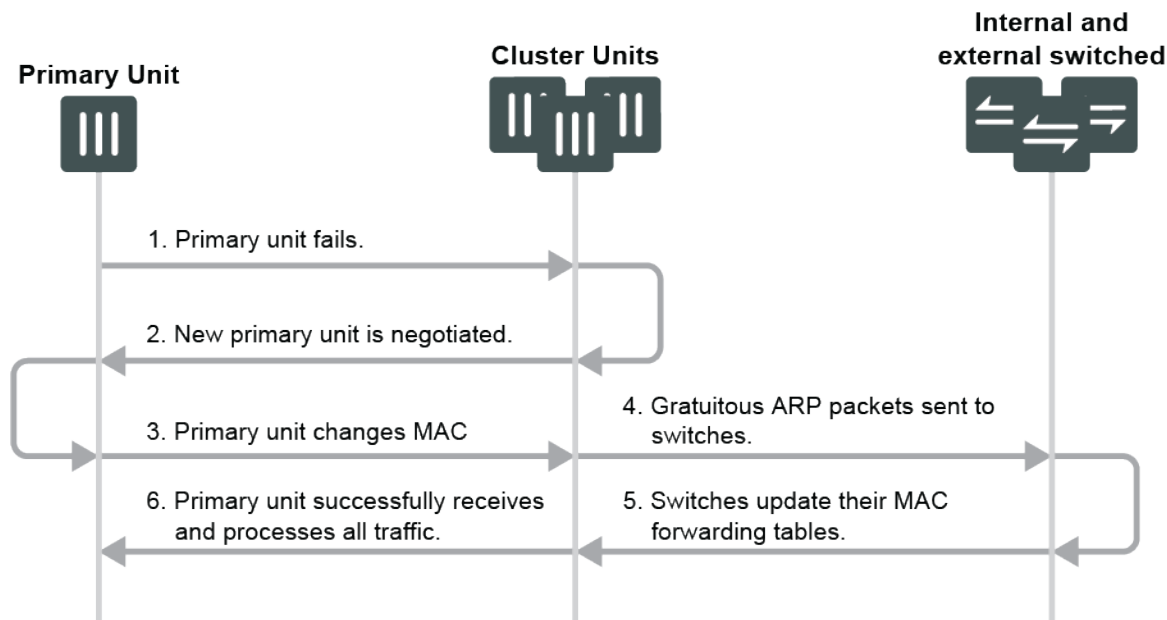 Internal and
external switched
Primary Unit
Cluster Units
1. Primary unit fails.
2. New primary unit is negotiated.
3. Primary unit changes MAC
4. Gratuitous ARP packets sent to
switches.
5. Switches update their MAC
forwarding tables.
6. Primary unit successfully receives
and processes all traffic.